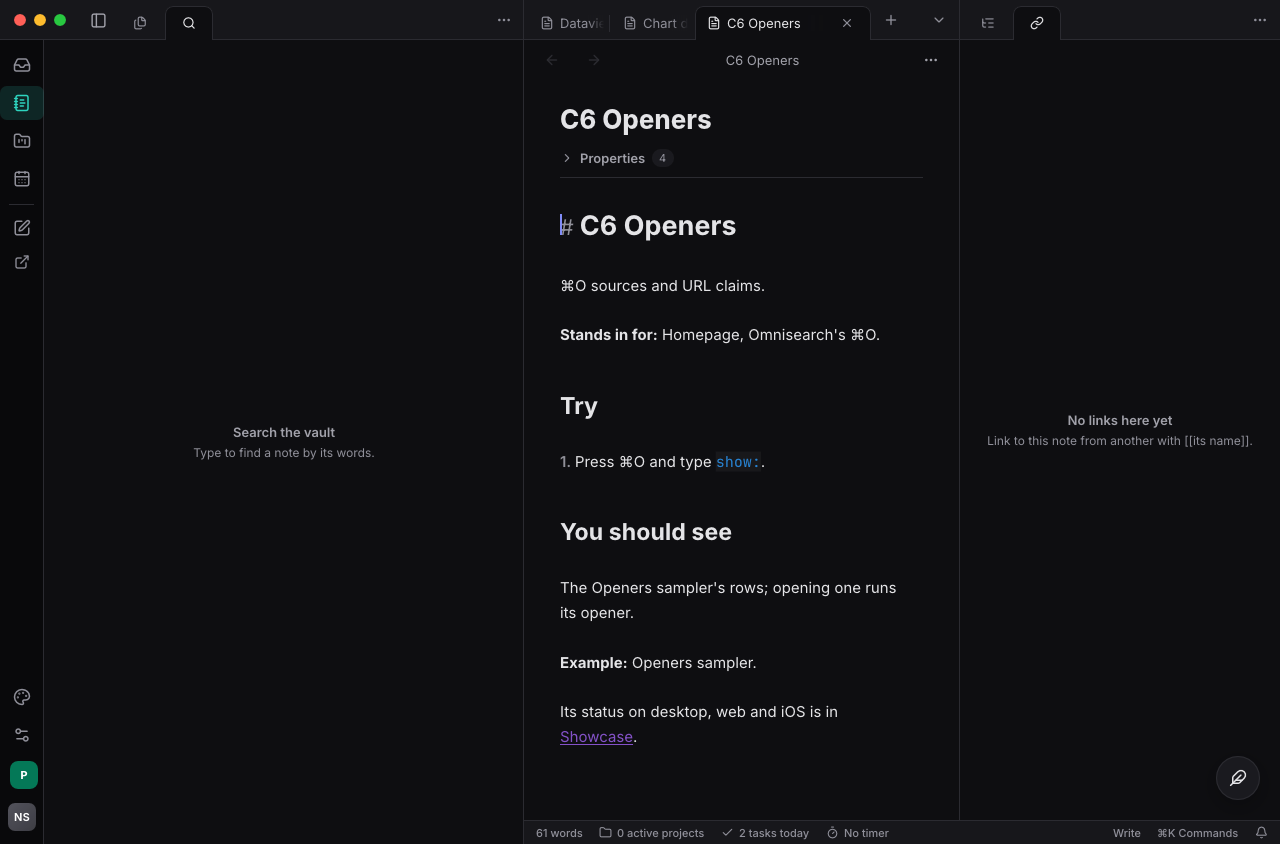 Datavie
Chart o
C6 Openers
C6 Openers
C6 Openers
Properties 4
# C6 Openers
⌘O sources and URL claims.
Stands in for: Homepage, Omnisearch's ⌘O.
Try
1. Press ⌘O and type show:.
You should see
The Openers sampler's rows; opening one runs
its opener.
Example: Openers sampler.
Its status on desktop, web and iOS is in
Showcase.
Search the vault
Type to find a note by its words.
No links here yet
Link to this note from another with [[its name]].
P
NS
61 words
0 active projects
2 tasks today
No timer
Write
⌘K Commands